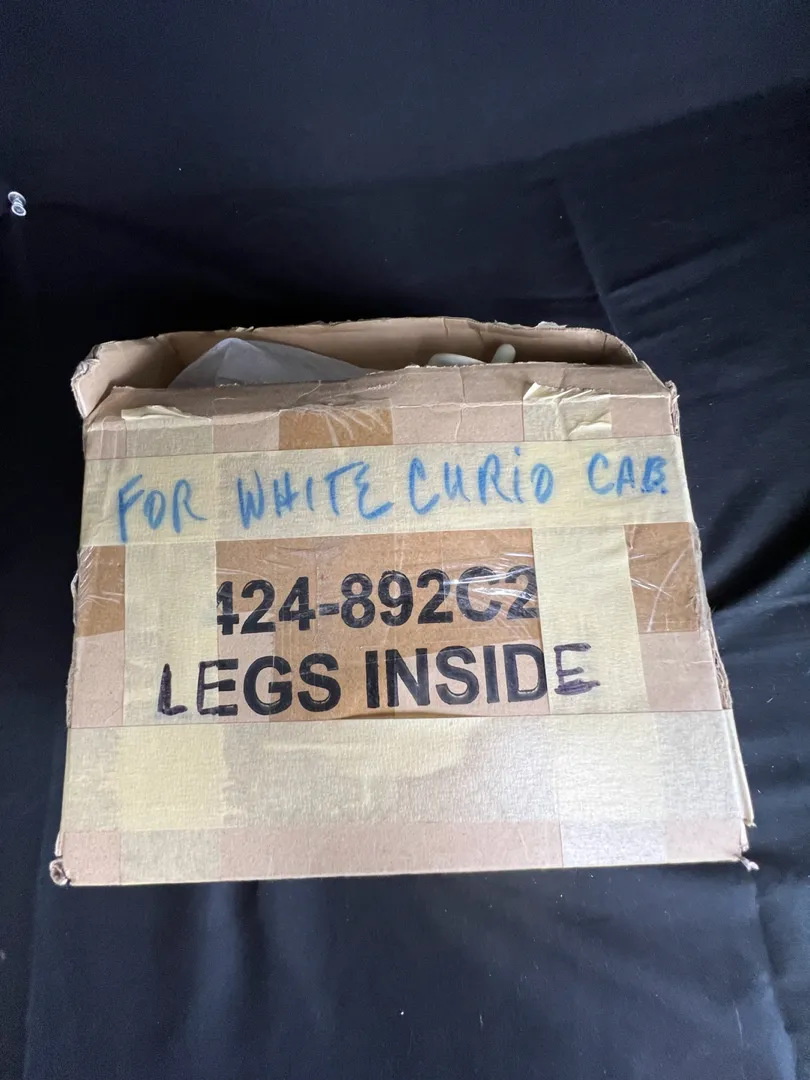 FOR WHITE CURIO CAB.
424-892C2
LEGS INSIDE